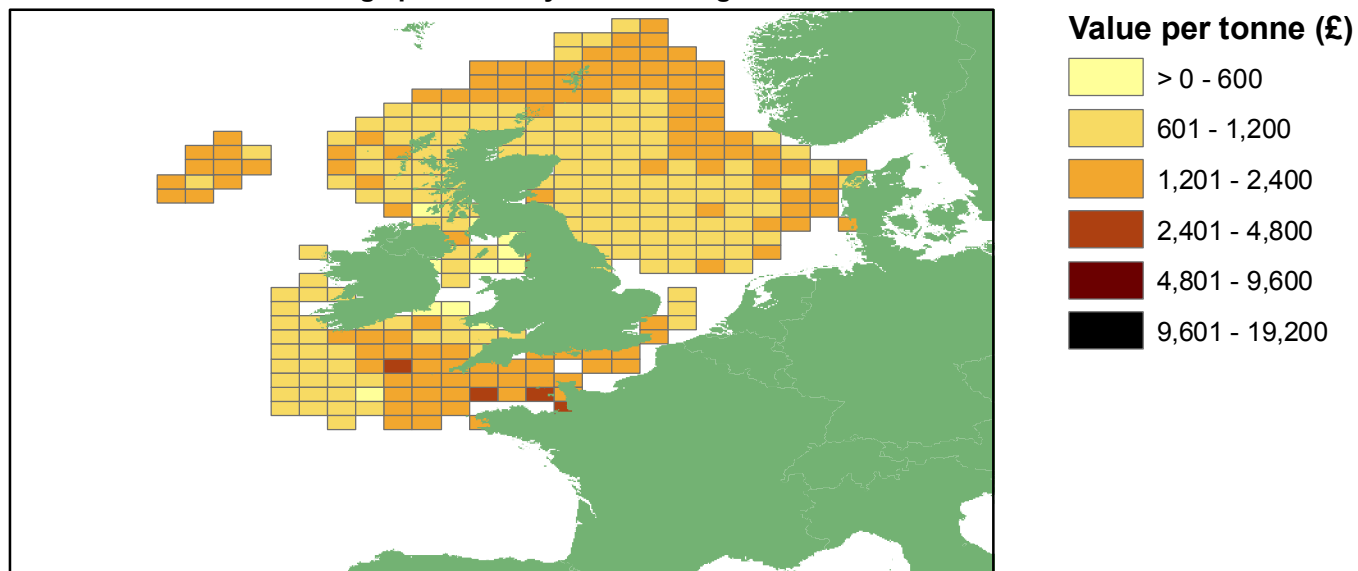 Value per tonne (£)
> 0 - 600
601 - 1,200
1,201 - 2,400
2,401 - 4,800
4,801 - 9,600
9,601 - 19,200